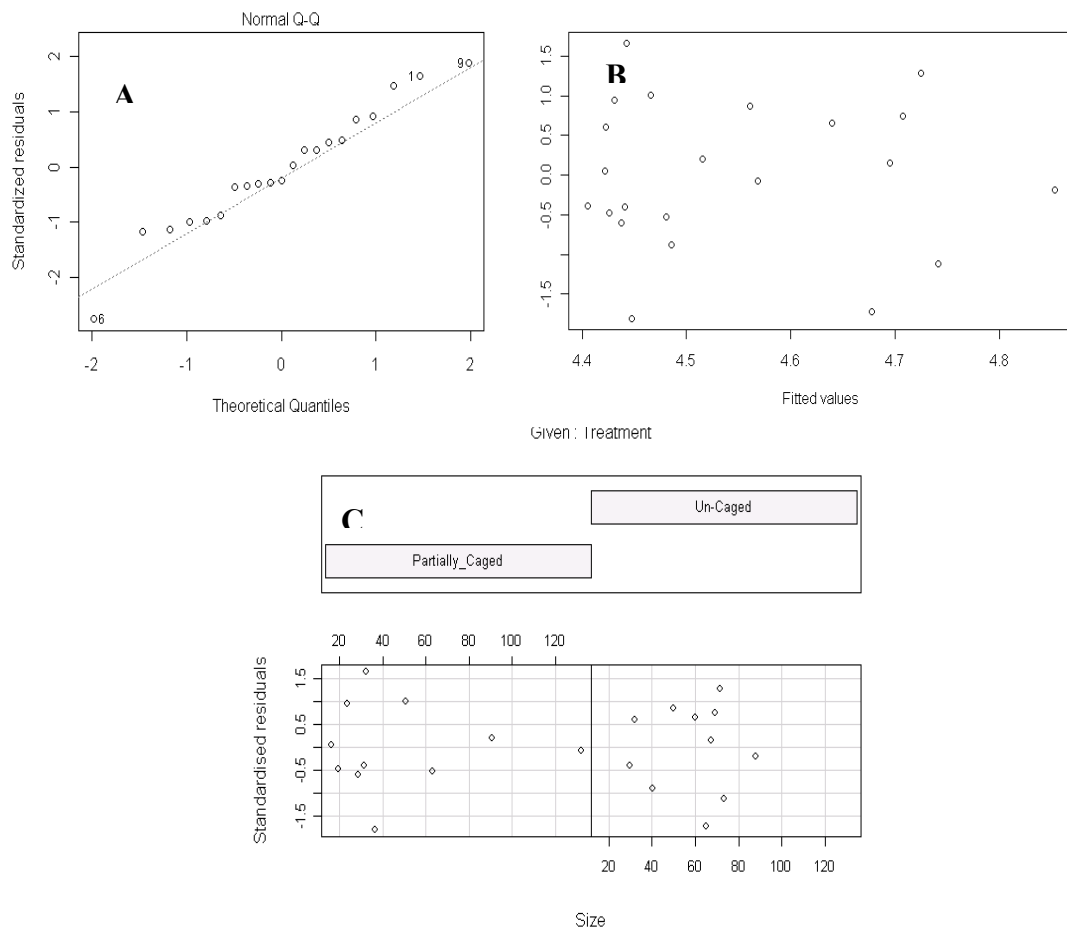 Normal Q-Q
A
Standardized residuals
2
1
0
-1
-2
1
9
6
-2 -1 0 1 2
Theoretical Quantiles
B
1.5
1.0
0.5
0.0
-0.5
-1.5
4.4 4.5 4.6 4.7 4.8
Fitted values
Given : Treatment
C
Un-Caged
Partially_Caged
20 40 60 80 100 120
Standardised residuals
1.5
0.5
-0.5
-1.5
20 40 60 80 100 120
Size